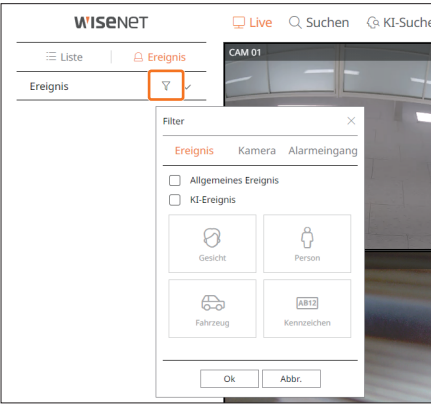 WISENET
Live Suchen KI-Suche
Liste Ereignis
CAM 01
Ereignis
Filter
Ereignis Kamera Alarmeingang
Allgemeines Ereignis
KI-Ereignis
Gesicht Person
AB12
Fahrzeug Kennzeichen
Ok Abbr.